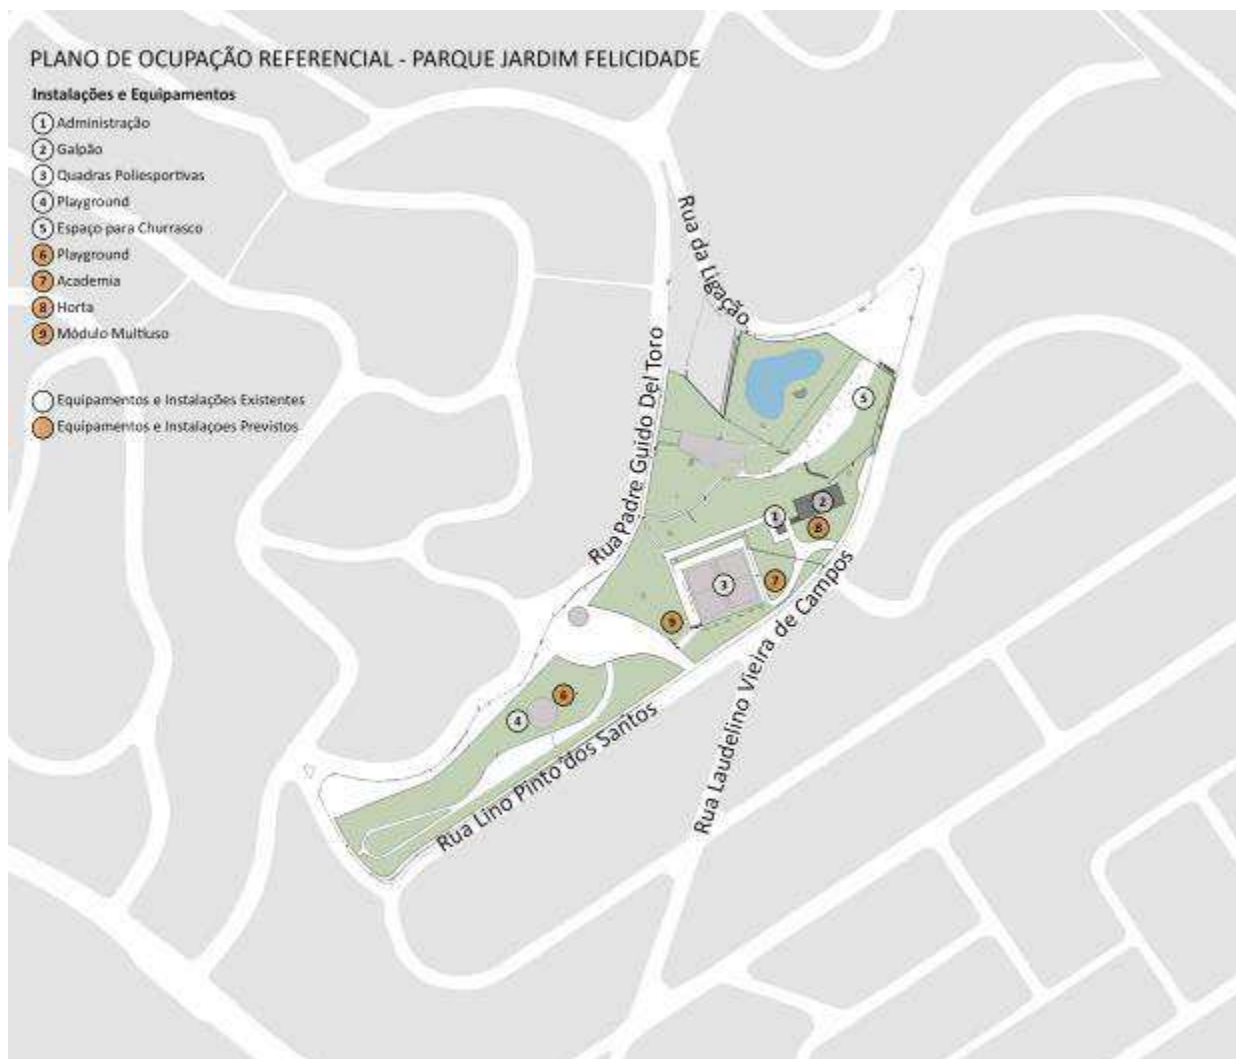 PLANO DE OCUPAÇÃO REFERENCIAL - PARQUE JARDIM FELICIDADE
Instalações e Equipamentos
1 Administração
2 Galpão
3 Quadras Poliesportivas
4 Playground
5 Espaço para Churrasco
6 Playground
7 Academia
8 Horta
9 Módulo Multiuso
Equipamentos e Instalações Existentes
Equipamentos e Instalaçoes Previstos
Rua da Ligação
Rua Padre Guido Del Toro
5
2
1
8
3
7
9
6
4
Rua Laudelino Vieira de Campos
Rua Lino Pinto dos Santos